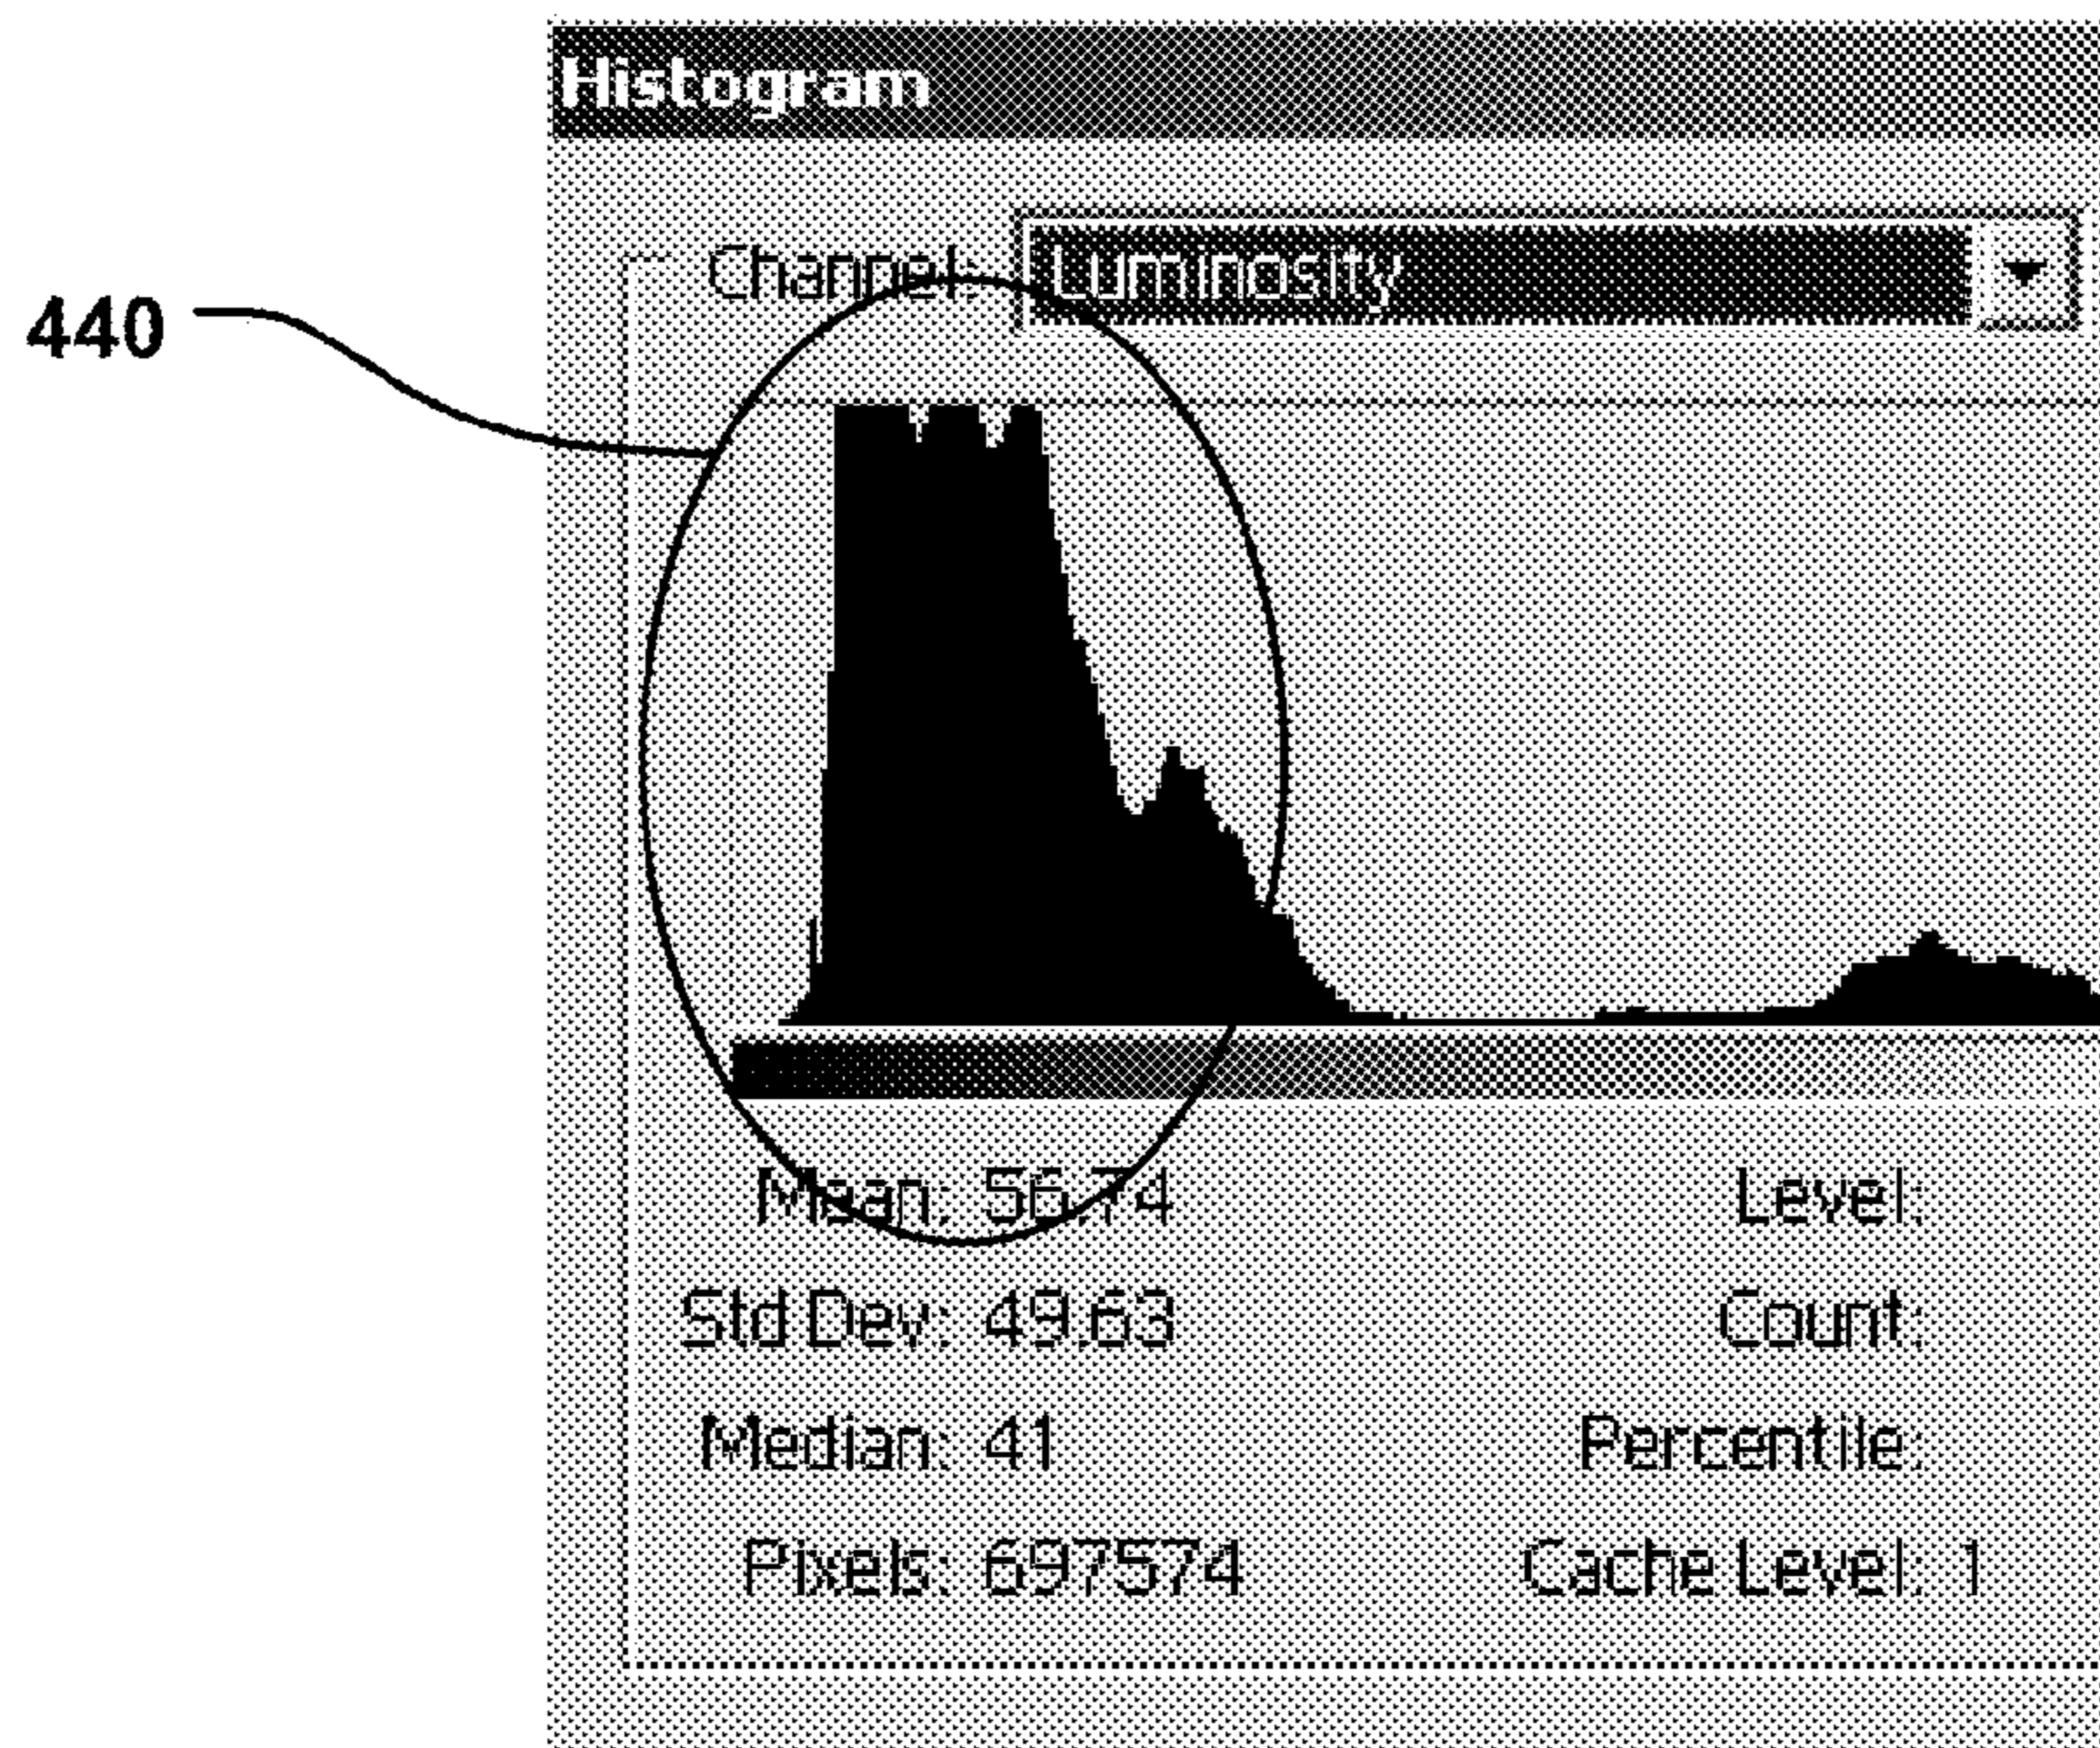 Histogram
Channel: Luminosity
440
Mean: 56.74 Level:
Std Dev: 49.63 Count:
Median: 41 Percentile:
Pixels: 697574 Cache Level: 1